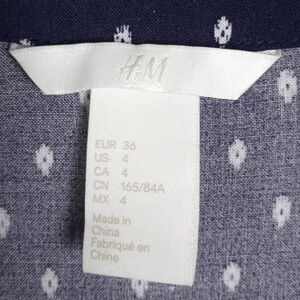 H&M
EUR 36
US 4
CA 4
CN 165/84A
MX 4
Made in
China
Fabriqué en
Chine